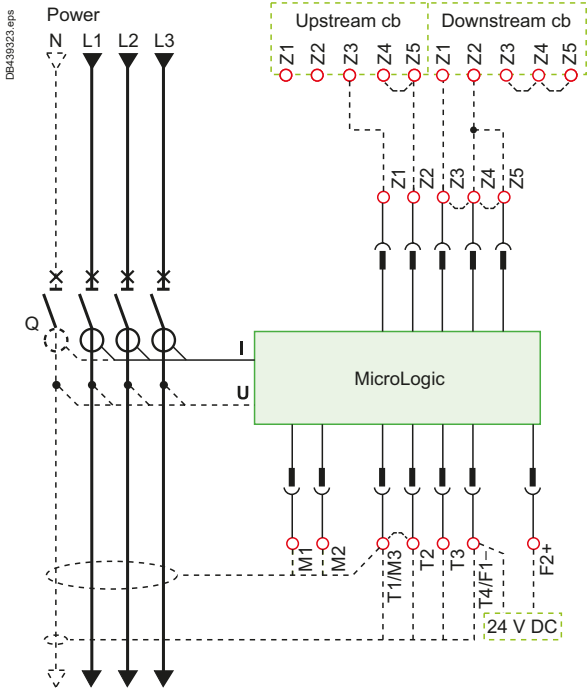 DB439323.eps
Power
N L1 L2 L3
Upstream cb Downstream cb
Z1 Z2 Z3 Z4 Z5 Z1 Z2 Z3 Z4 Z5
Z1 Z2 Z3 Z4 Z5
Q
I
U
MicroLogic
M1 M2 T1/M3 T2 T3 T4/F1– F2+
24 V DC